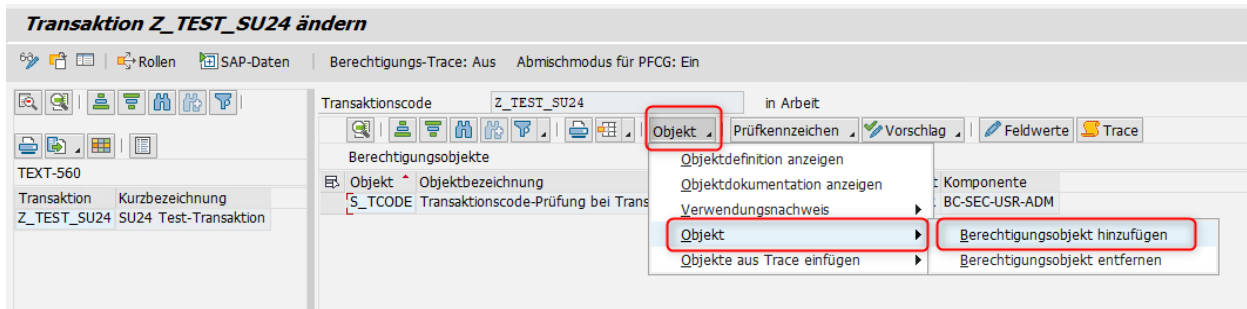 Transaktion Z_TEST_SU24 ändern
Rollen SAP-Daten Berechtigungs-Trace: Aus Abmischmodus für PFCG: Ein
Transaktionscode Z_TEST_SU24 in Arbeit
Objekt Prüfkennzeichen Vorschlag Feldwerte Trace
TEXT-560
Transaktion Kurzbezeichnung
Z_TEST_SU24 SU24 Test-Transaktion
Berechtigungsobjekte
Objekt Objektbezeichnung Komponente
S_TCODE Transaktionscode-Prüfung bei Trans BC-SEC-USR-ADM
Objektdefinition anzeigen
Objektdokumentation anzeigen
Verwendungsnachweis
Objekt
Objekte aus Trace einfügen
Berechtigungsobjekt hinzufügen
Berechtigungsobjekt entfernen